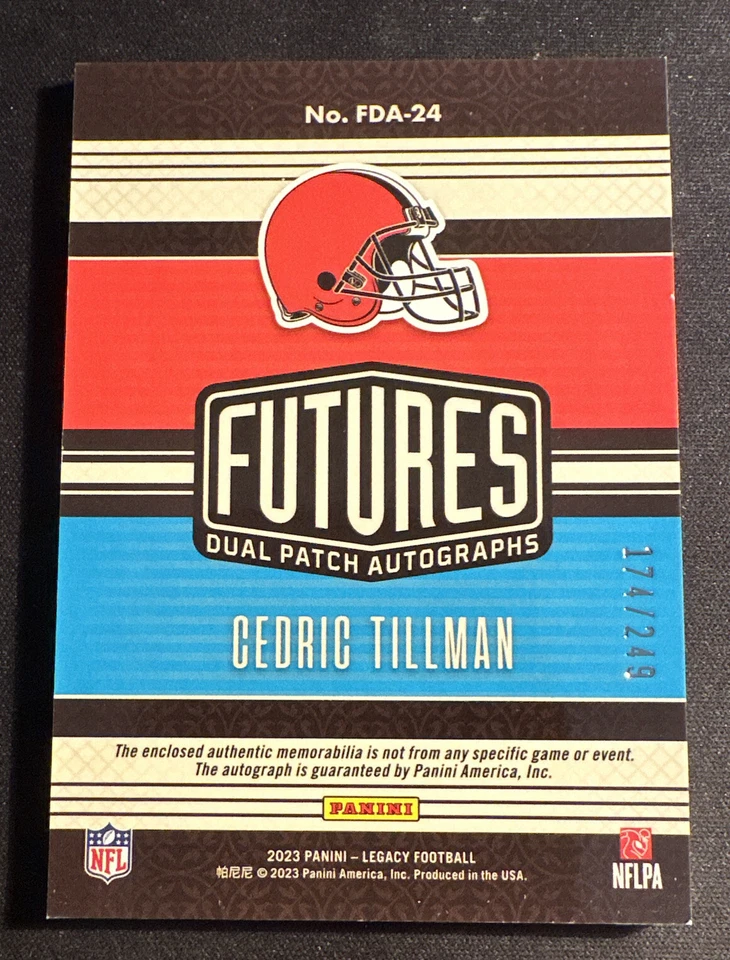 No. FDA-24
FUTURES
DUAL PATCH AUTOGRAPHS
174/249
CEDRIC TILLMAN
The enclosed authentic memorabilia is not from any specific game or event.
The autograph is guaranteed by Panini America, Inc.
PANINI
NFL
2023 PANINI – LEGACY FOOTBALL
帕尼尼 © 2023 Panini America, Inc. Produced in the USA.
NFLPA